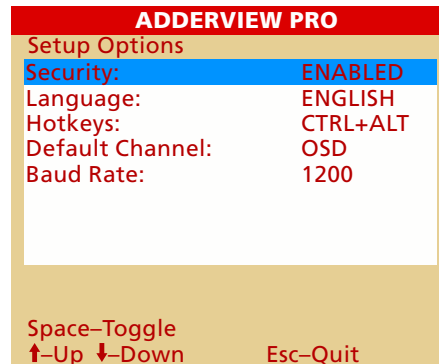 ADDERVIEW PRO
Setup Options
Security: ENABLED
Language: ENGLISH
Hotkeys: CTRL+ALT
Default Channel: OSD
Baud Rate: 1200
Space–Toggle
⬆–Up ⬇–Down Esc–Quit